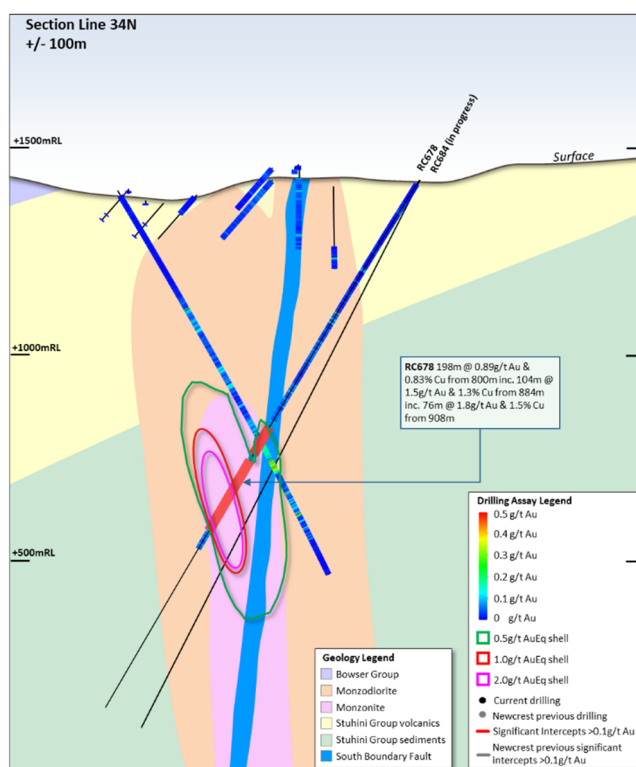 Section Line 34N
+/- 100m
RC678
RC684 (in progress)
+1500mRL
Surface
+1000mRL
RC678 198m @ 0.89g/t Au &
0.83% Cu from 800m inc. 104m @
1.5g/t Au & 1.3% Cu from 884m
inc. 76m @ 1.8g/t Au & 1.5% Cu
from 908m
+500mRL
Drilling Assay Legend
0.5 g/t Au
0.4 g/t Au
0.3 g/t Au
0.2 g/t Au
0.1 g/t Au
0 g/t Au
0.5g/t AuEq shell
1.0g/t AuEq shell
2.0g/t AuEq shell
Current drilling
Newcrest previous drilling
Significant Intercepts >0.1g/t Au
Newcrest previous significant
intercepts >0.1g/t Au
Geology Legend
Bowser Group
Monzodiorite
Monzonite
Stuhini Group volcanics
Stuhini Group sediments
South Boundary Fault